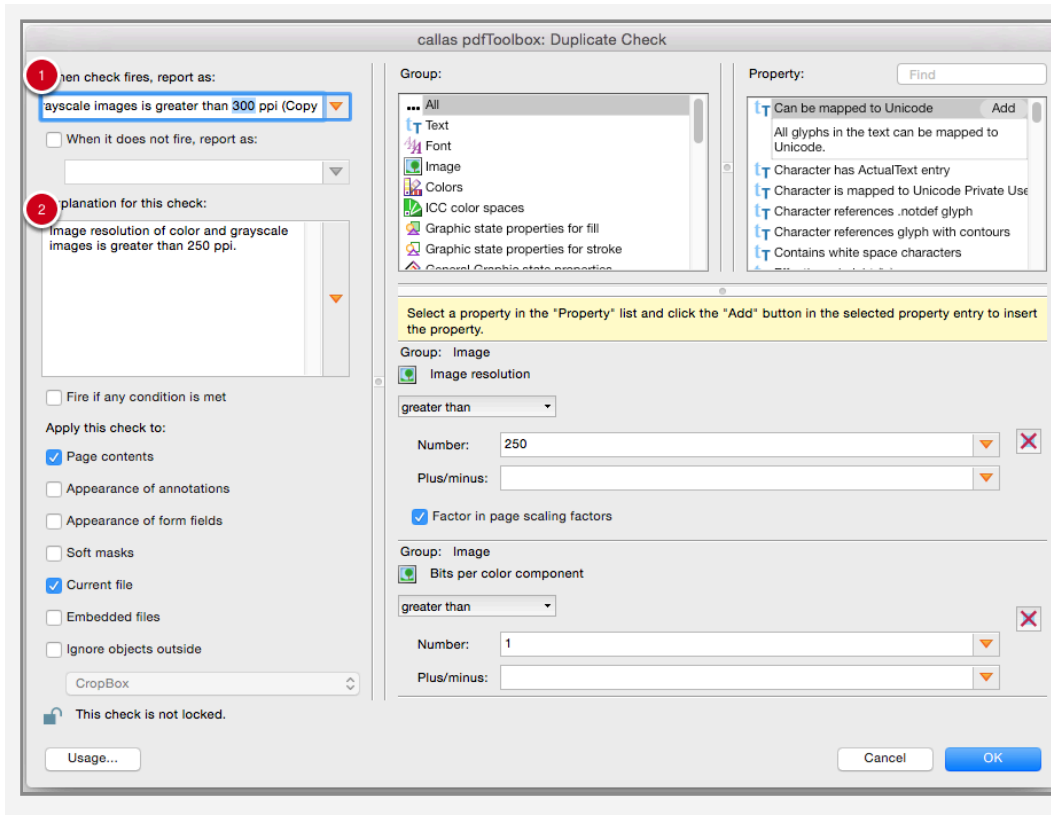 callas pdfToolbox: Duplicate Check
1
hen check fires, report as:
ayscale images is greater than 300 ppi (Copy
When it does not fire, report as:
2
planation for this check:
Image resolution of color and grayscale
images is greater than 250 ppi.
Fire if any condition is met
Apply this check to:
Page contents
Appearance of annotations
Appearance of form fields
Soft masks
Current file
Embedded files
Ignore objects outside
CropBox
This check is not locked.
Usage...
Group:
... All
Text
Font
Image
Colors
ICC color spaces
Graphic state properties for fill
Graphic state properties for stroke
General Graphic state properties
Property:
Find
Can be mapped to Unicode Add
All glyphs in the text can be mapped to
Unicode.
Character has ActualText entry
Character is mapped to Unicode Private Use
Character references .notdef glyph
Character references glyph with contours
Contains white space characters
Select a property in the "Property" list and click the "Add" button in the selected property entry to insert
the property.
Group: Image
Image resolution
greater than
Number: 250
Plus/minus:
Factor in page scaling factors
Group: Image
Bits per color component
greater than
Number: 1
Plus/minus:
Cancel
OK